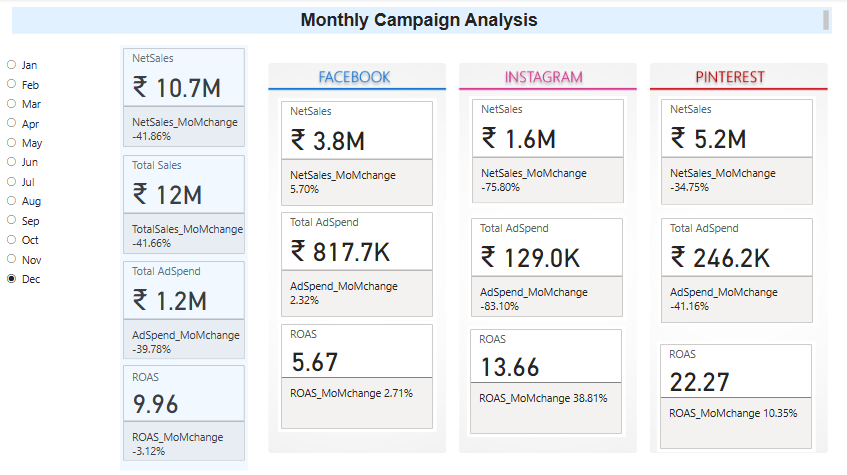 Monthly Campaign Analysis
Jan
Feb
Mar
Apr
May
Jun
Jul
Aug
Sep
Oct
Nov
Dec
NetSales
₹ 10.7M
NetSales_MoMchange
-41.86%
Total Sales
₹ 12M
TotalSales_MoMchange
-41.66%
Total AdSpend
₹ 1.2M
AdSpend_MoMchange
-39.78%
ROAS
9.96
ROAS_MoMchange
-3.12%
FACEBOOK
NetSales
₹ 3.8M
NetSales_MoMchange
5.70%
Total AdSpend
₹ 817.7K
AdSpend_MoMchange
2.32%
ROAS
5.67
ROAS_MoMchange 2.71%
INSTAGRAM
NetSales
₹ 1.6M
NetSales_MoMchange
-75.80%
Total AdSpend
₹ 129.0K
AdSpend_MoMchange
-83.10%
ROAS
13.66
ROAS_MoMchange 38.81%
PINTEREST
NetSales
₹ 5.2M
NetSales_MoMchange
-34.75%
Total AdSpend
₹ 246.2K
AdSpend_MoMchange
-41.16%
ROAS
22.27
ROAS_MoMchange 10.35%